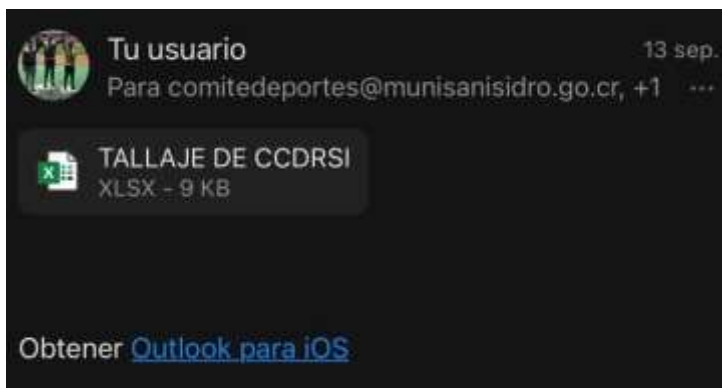 Tu usuario 13 sep.
Para comitedeportes@munisanisidro.go.cr, +1 ...
TALLAJE DE CCDRSI
XLSX - 9 KB
Obtener Outlook para iOS